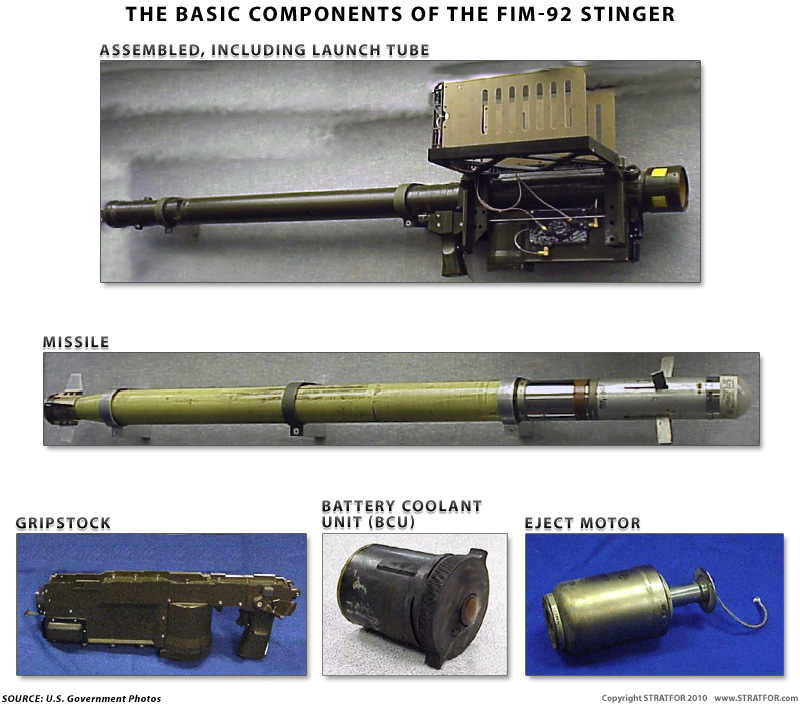 THE BASIC COMPONENTS OF THE FIM-92 STINGER
ASSEMBLED, INCLUDING LAUNCH TUBE
MISSILE
GRIPSTOCK
BATTERY COOLANT
UNIT (BCU)
EJECT MOTOR
SOURCE: U.S. Government Photos
Copyright STRATFOR 2010 www.STRATFOR.com